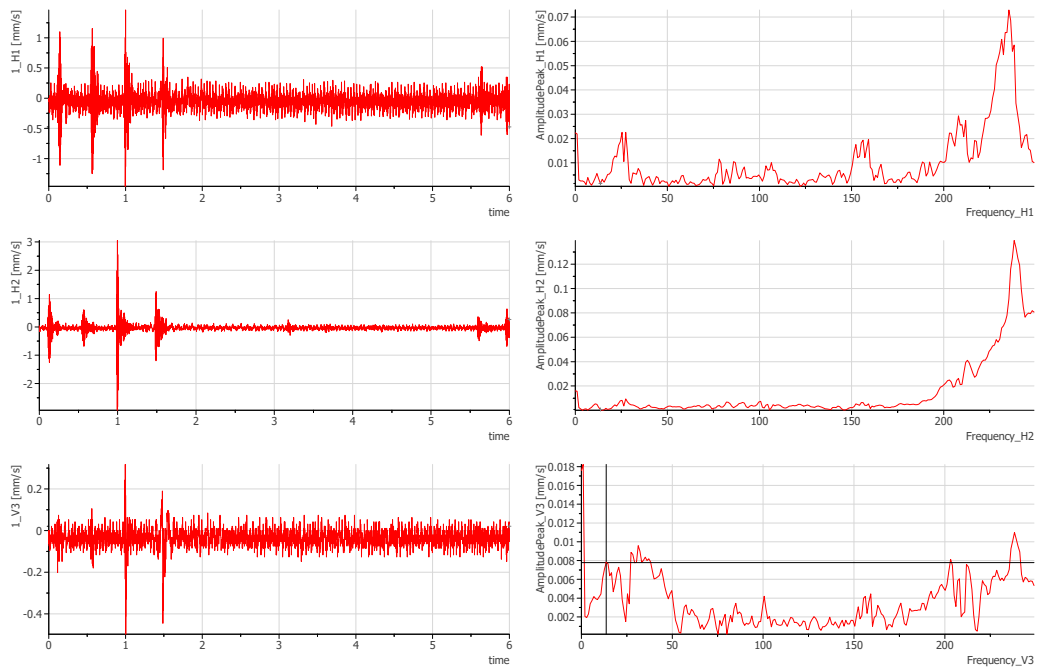 1_H1 [mm/s]
1
0.5
0
-0.5
-1
0 1 2 3 4 5 6
time
AmplitudePeak_H1 [mm/s]
0.07
0.06
0.05
0.04
0.03
0.02
0.01
0 50 100 150 200
Frequency_H1
1_H2 [mm/s]
3
2
1
0
-1
-2
0 1 2 3 4 5 6
time
AmplitudePeak_H2 [mm/s]
0.12
0.1
0.08
0.06
0.04
0.02
0 50 100 150 200
Frequency_H2
1_V3 [mm/s]
0.2
0
-0.2
-0.4
0 1 2 3 4 5 6
time
AmplitudePeak_V3 [mm/s]
0.018
0.016
0.014
0.012
0.010
0.008
0.006
0.004
0.002
0 50 100 150 200
Frequency_V3